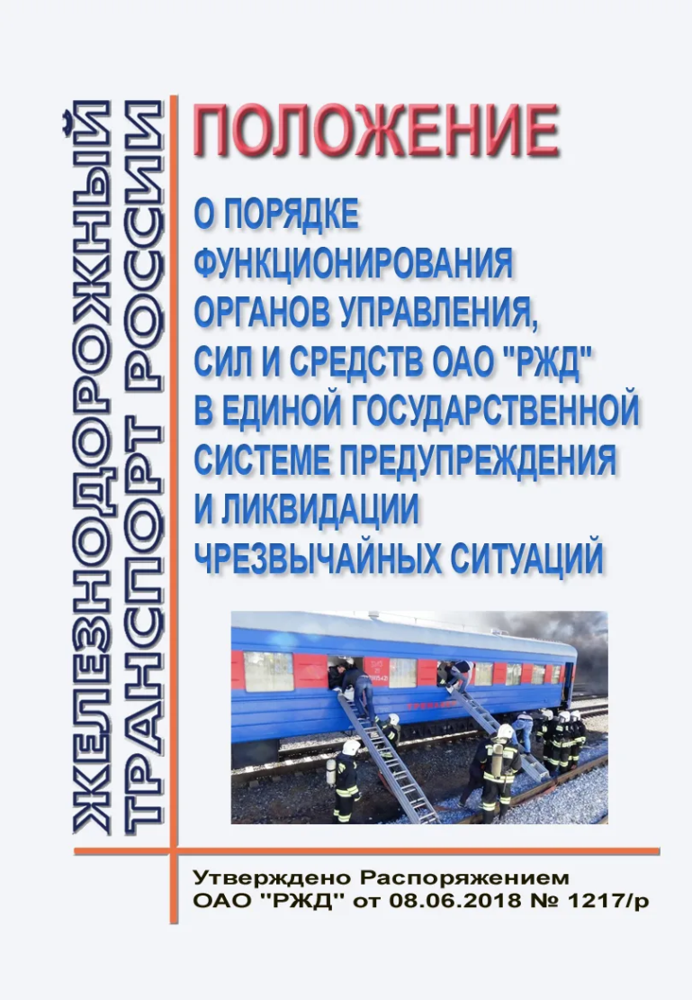 ЖЕЛЕЗНОДОРОЖНЫЙ
ТРАНСПОРТ РОССИИ
ПОЛОЖЕНИЕ
О ПОРЯДКЕ
ФУНКЦИОНИРОВАНИЯ
ОРГАНОВ УПРАВЛЕНИЯ,
СИЛ И СРЕДСТВ ОАО "РЖД"
В ЕДИНОЙ ГОСУДАРСТВЕННОЙ
СИСТЕМЕ ПРЕДУПРЕЖДЕНИЯ
И ЛИКВИДАЦИИ
ЧРЕЗВЫЧАЙНЫХ СИТУАЦИЙ
Утверждено Распоряжением
ОАО "РЖД" от 08.06.2018 № 1217/р